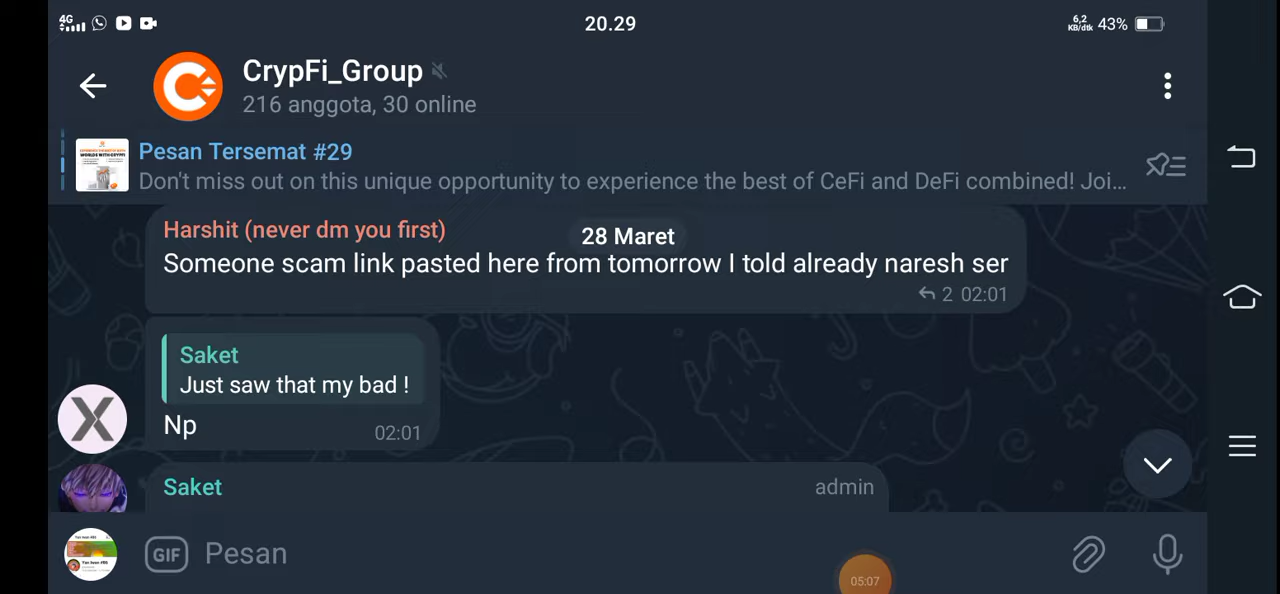 4G 20.29 6,2 KB/dtk 43%
CrypFi_Group
216 anggota, 30 online
Pesan Tersemat #29
Don't miss out on this unique opportunity to experience the best of CeFi and DeFi combined! Joi...
Harshit (never dm you first)
28 Maret
Someone scam link pasted here from tomorrow I told already naresh ser
2 02:01
Saket
Just saw that my bad !
Np
02:01
Saket admin
GIF Pesan
05:07